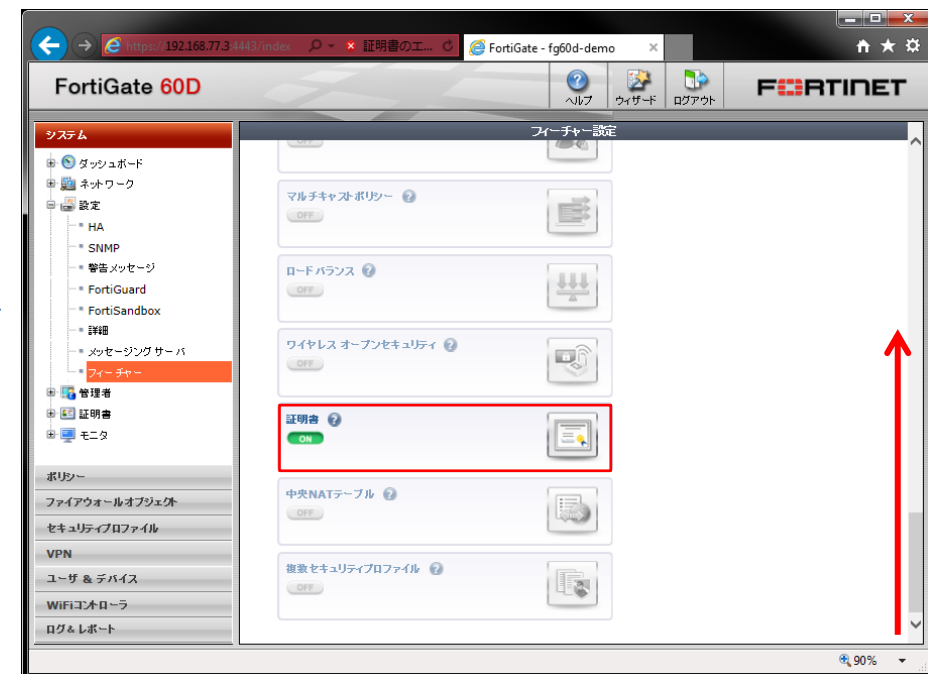 https://192.168.77.3:4443/index
証明書のエ...
FortiGate - fg60d-demo
FortiGate 60D
ヘルプ
ウィザード
ログアウト
FORTINET
システム
ダッシュボード
ネットワーク
設定
HA
SNMP
警告メッセージ
FortiGuard
FortiSandbox
詳細
メッセージング サーバ
フィーチャー
管理者
証明書
モニタ
ポリシー
ファイアウォールオブジェクト
セキュリティプロファイル
VPN
ユーザ & デバイス
WiFiコントローラ
ログ& レポート
フィーチャー設定
OFF
マルチキャストポリシー
OFF
ロードバランス
OFF
ワイヤレス オープンセキュリティ
OFF
証明書
ON
中央NATテーブル
OFF
複数セキュリティプロファイル
OFF
90%